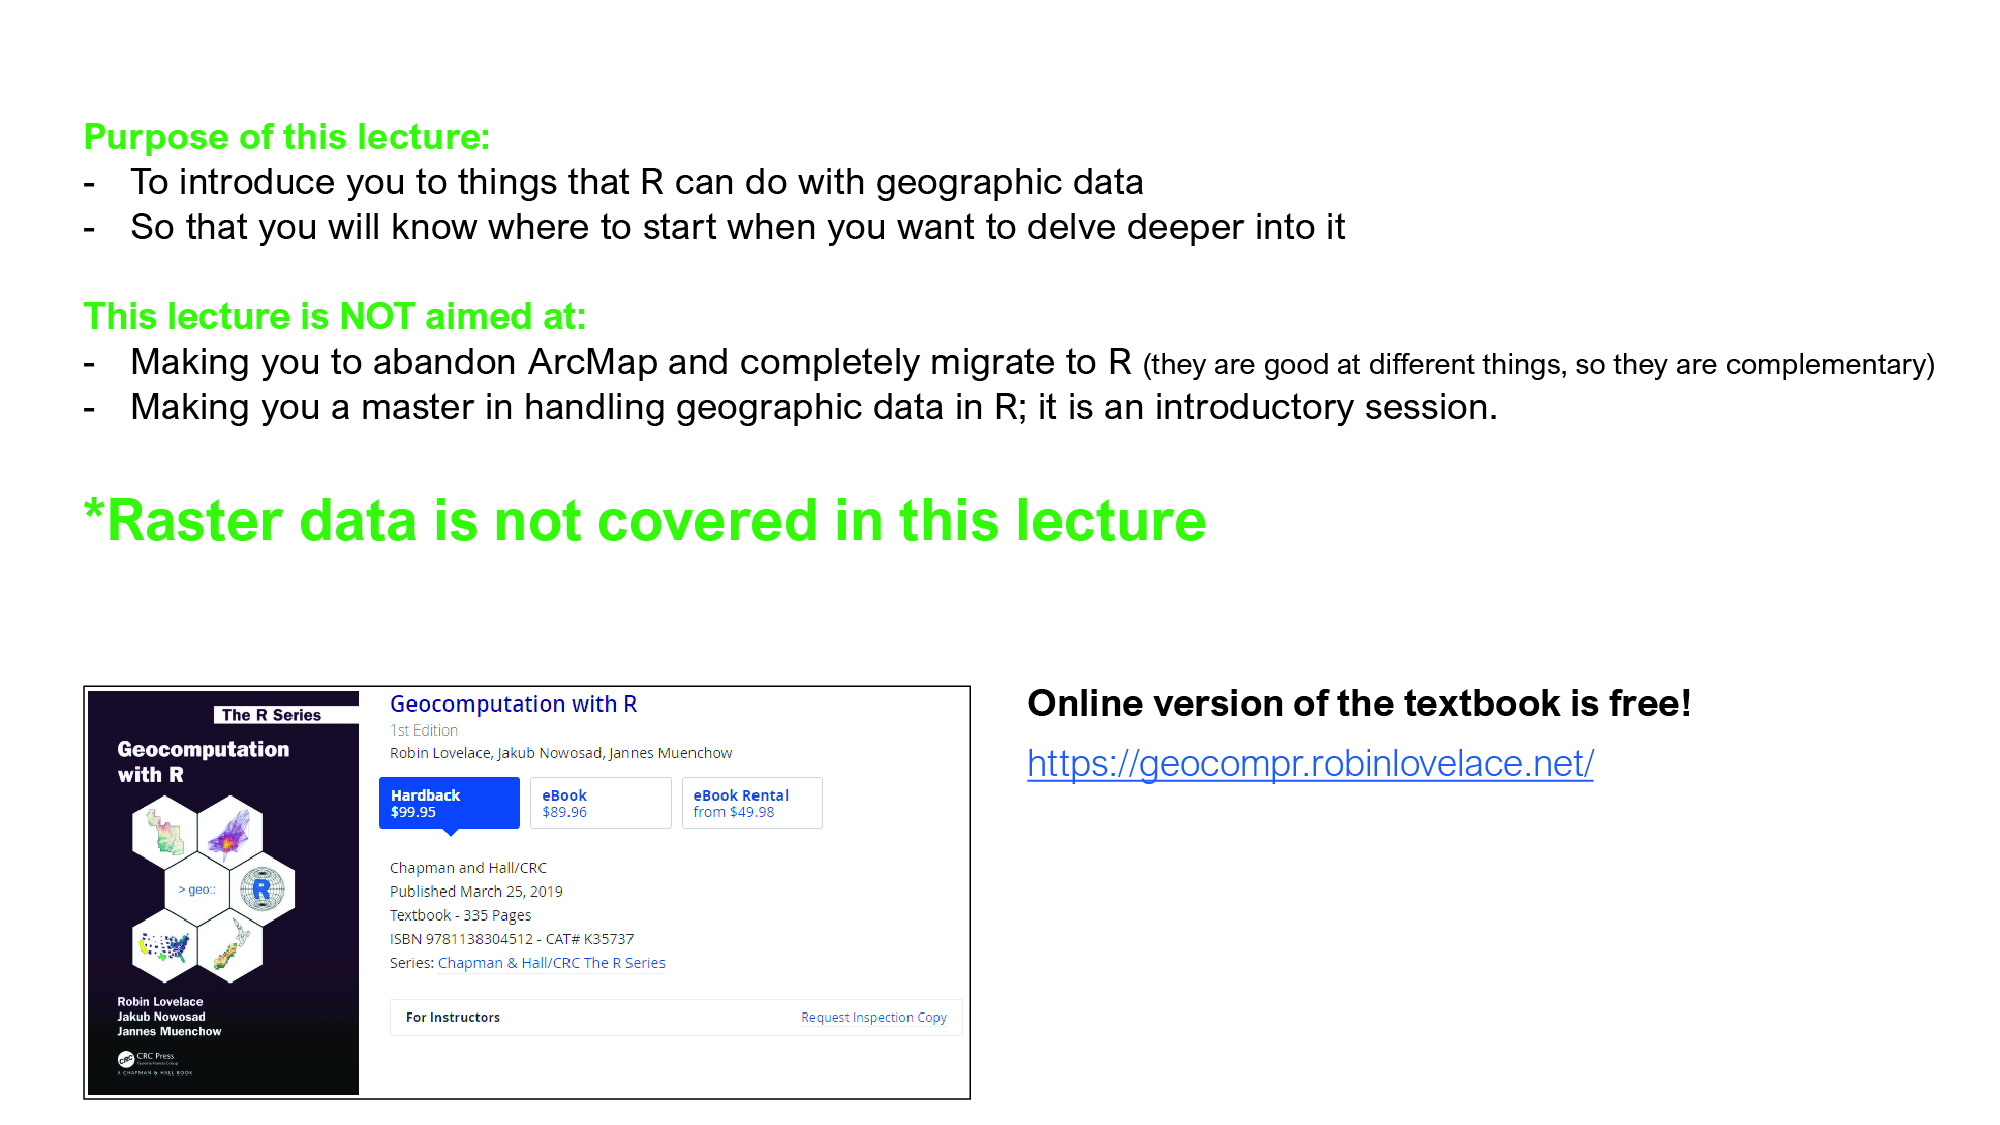 Purpose of this lecture:
- To introduce you to things that R can do with geographic data
- So that you will know where to start when you want to delve deeper into it
This lecture is NOT aimed at:
- Making you to abandon ArcMap and completely migrate to R (they are good at different things, so they are complementary)
- Making you a master in handling geographic data in R; it is an introductory session.
*Raster data is not covered in this lecture
The R Series
Geocomputation
with R
> geo::
R
Robin Lovelace
Jakub Nowosad
Jannes Muenchow
CRC CRC Press
Taylor & Francis Group
A CHAPMAN & HALL BOOK
Geocomputation with R
1st Edition
Robin Lovelace, Jakub Nowosad, Jannes Muenchow
Hardback eBook eBook Rental
$99.95 $89.96 from $49.98
Chapman and Hall/CRC
Published March 25, 2019
Textbook - 335 Pages
ISBN 9781138304512 - CAT# K35737
Series: Chapman & Hall/CRC The R Series
For Instructors Request Inspection Copy
Online version of the textbook is free!
https://geocompr.robinlovelace.net/